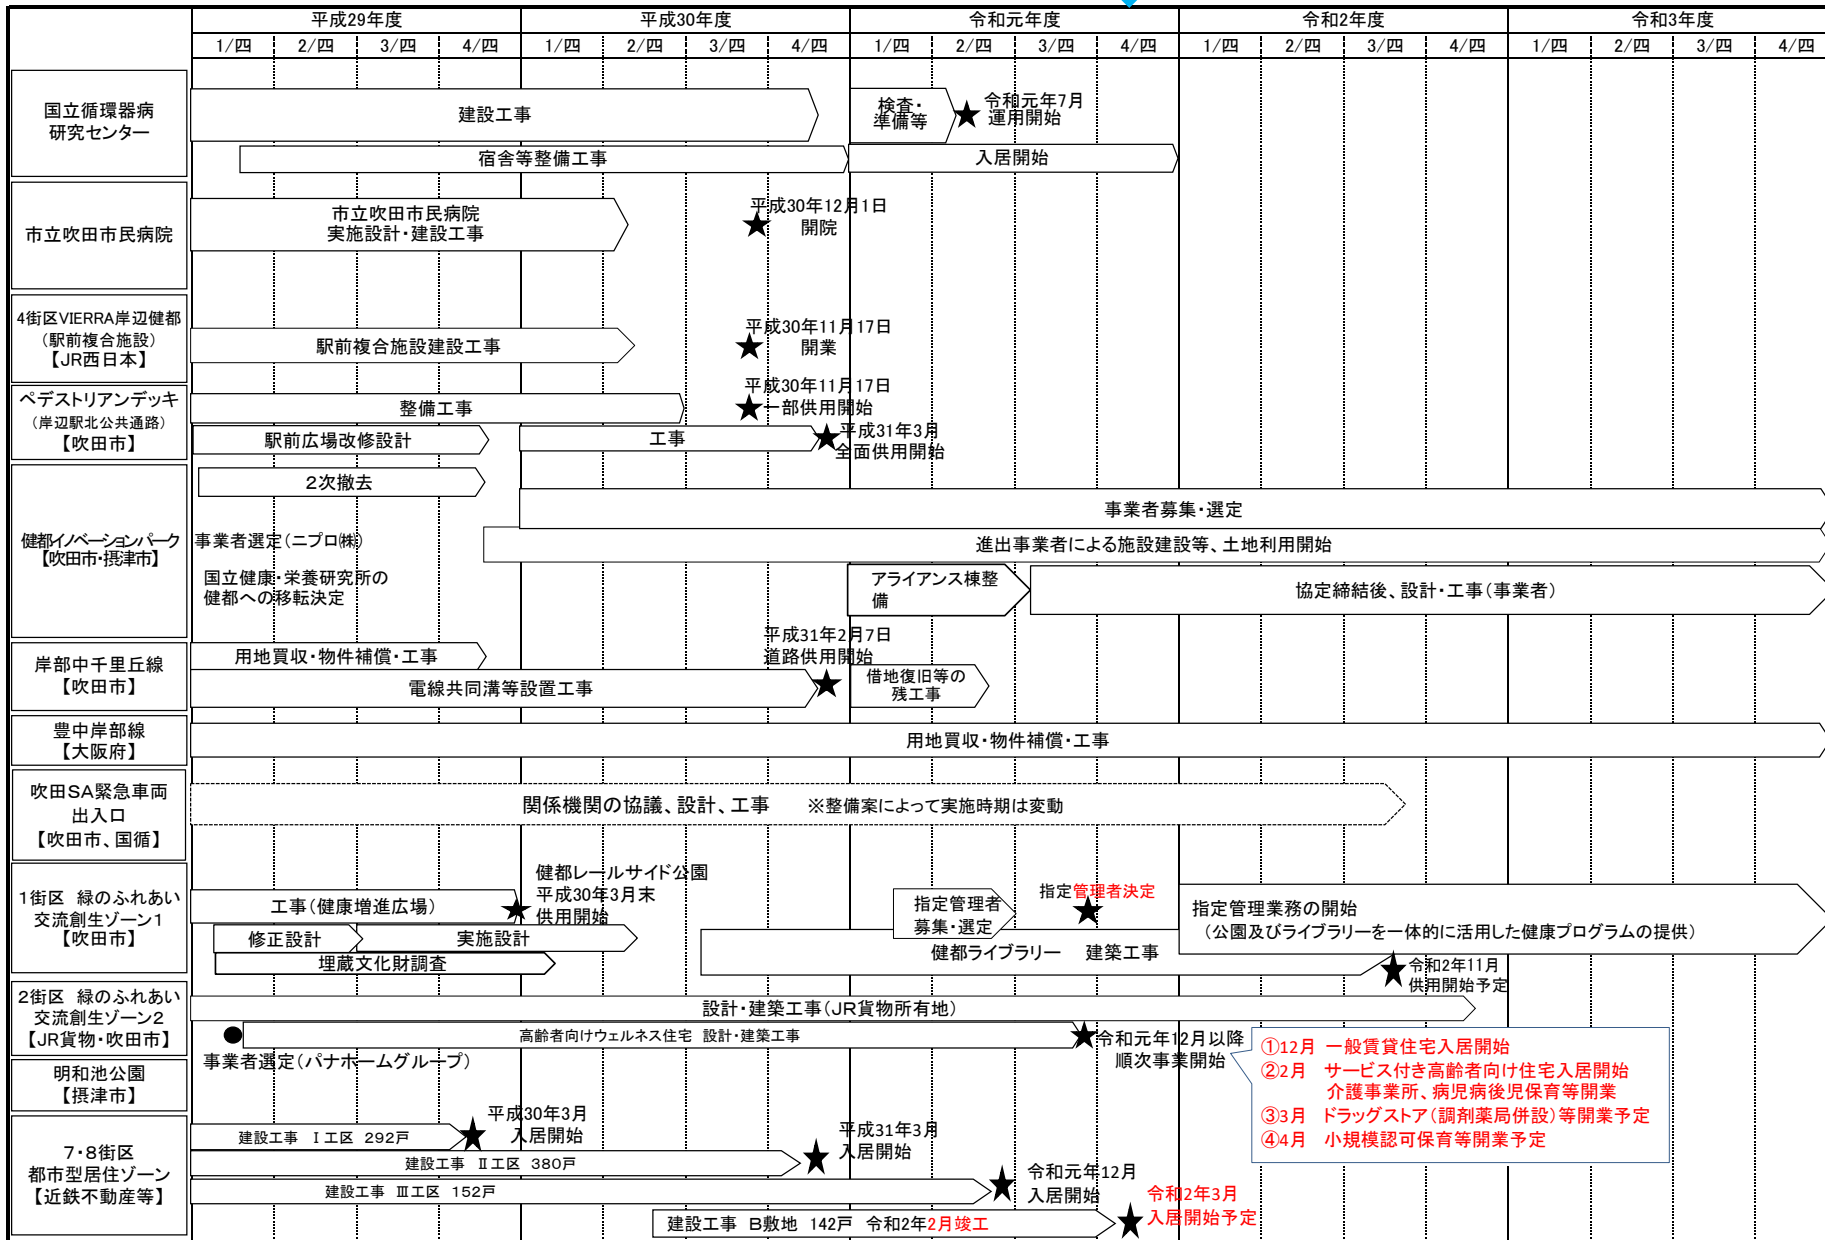 平成29年度 平成30年度 令和元年度 令和2年度 令和3年度
1/四 2/四 3/四 4/四 1/四 2/四 3/四 4/四 1/四 2/四 3/四 4/四 1/四 2/四 3/四 4/四 1/四 2/四 3/四 4/四
国立循環器病
研究センター
建設工事
検査・
準備等
令和元年7月
運用開始
宿舎等整備工事
入居開始
市立吹田市民病院
市立吹田市民病院
実施設計・建設工事
平成30年12月1日
開院
4街区VIERRA岸辺健都
(駅前複合施設)
【JR西日本】
駅前複合施設建設工事
平成30年11月17日
開業
ペデストリアンデッキ
(岸辺駅北公共通路)
【吹田市】
整備工事
平成30年11月17日
一部供用開始
駅前広場改修設計
工事
平成31年3月
全面供用開始
健都イノベーションパーク
【吹田市・摂津市】
2次撤去
事業者募集・選定
事業者選定(ニプロ㈱)
進出事業者による施設建設等、土地利用開始
国立健康・栄養研究所の
健都への移転決定
アライアンス棟整
備
協定締結後、設計・工事(事業者)
岸部中千里丘線
【吹田市】
用地買収・物件補償・工事
平成31年2月7日
道路供用開始
電線共同溝等設置工事
借地復旧等の
残工事
豊中岸部線
【大阪府】
用地買収・物件補償・工事
吹田SA緊急車両
出入口
【吹田市、国循】
関係機関の協議、設計、工事 ※整備案によって実施時期は変動
1街区 緑のふれあい
交流創生ゾーン1
【吹田市】
工事(健康増進広場)
健都レールサイド公園
平成30年3月末
供用開始
修正設計
実施設計
埋蔵文化財調査
指定管理者
募集・選定
指定管理者決定
健都ライブラリー 建築工事
指定管理業務の開始
(公園及びライブラリーを一体的に活用した健康プログラムの提供)
令和2年11月
供用開始予定
2街区 緑のふれあい
交流創生ゾーン2
【JR貨物・吹田市】
設計・建築工事(JR貨物所有地)
高齢者向けウェルネス住宅 設計・建築工事
事業者選定(パナホームグループ)
令和元年12月以降
順次事業開始
①12月 一般賃貸住宅入居開始
②2月 サービス付き高齢者向け住宅入居開始
介護事業所、病児病後児保育等開業
③3月 ドラッグストア(調剤薬局併設)等開業予定
④4月 小規模認可保育等開業予定
明和池公園
【摂津市】
7・8街区
都市型居住ゾーン
【近鉄不動産等】
建設工事 Ⅰ工区 292戸
平成30年3月
入居開始
建設工事 Ⅱ工区 380戸
平成31年3月
入居開始
建設工事 Ⅲ工区 152戸
令和元年12月
入居開始
建設工事 B敷地 142戸 令和2年2月竣工
令和2年3月
入居開始予定